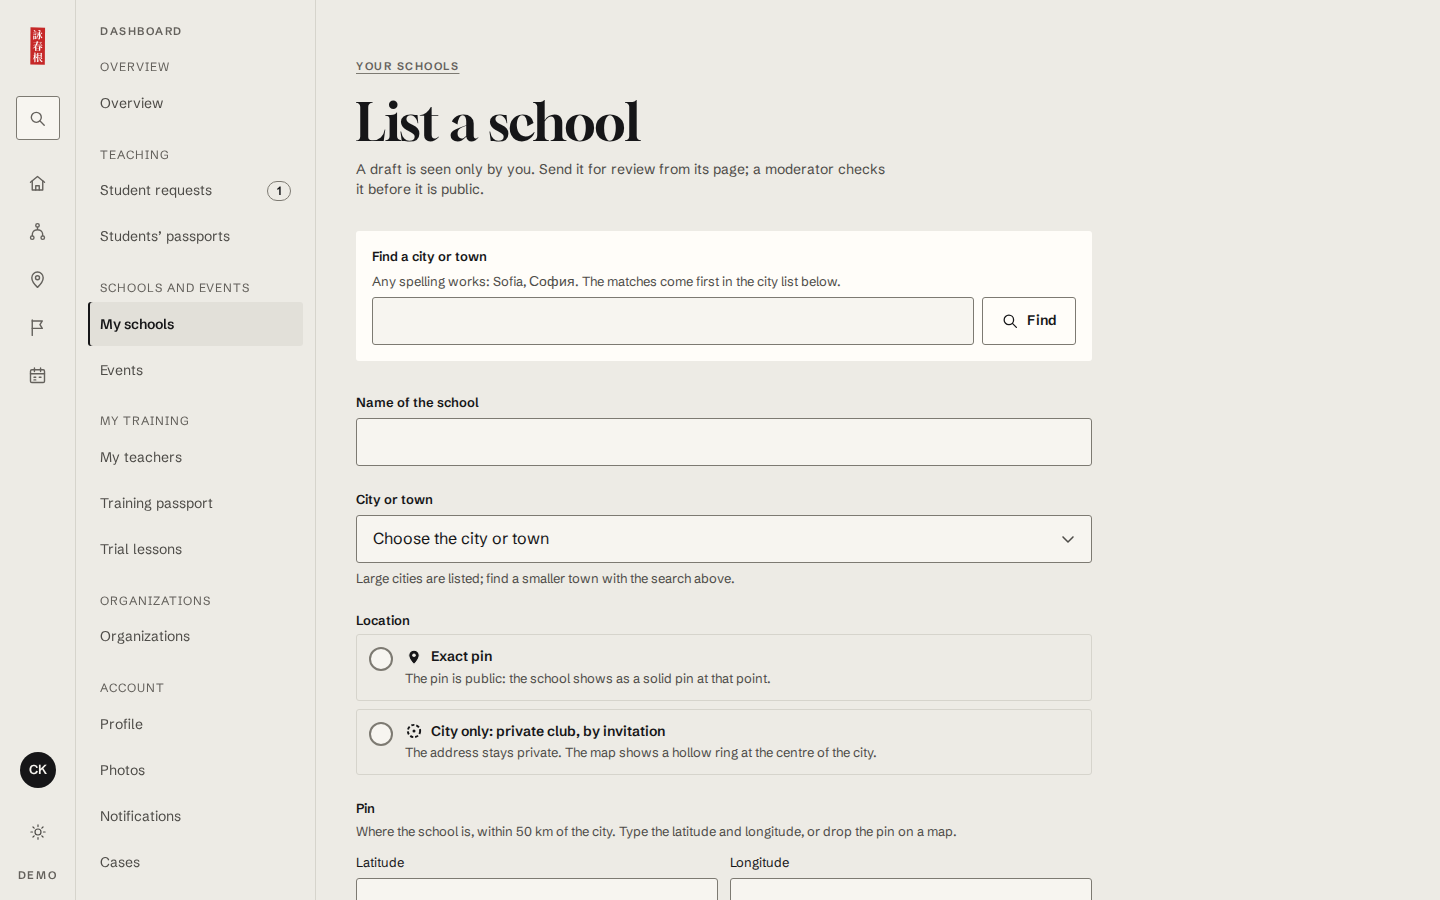 詠春根
DASHBOARD
OVERVIEW
Overview
TEACHING
Student requests 1
Students’ passports
SCHOOLS AND EVENTS
My schools
Events
MY TRAINING
My teachers
Training passport
Trial lessons
ORGANIZATIONS
Organizations
ACCOUNT
Profile
Photos
Notifications
Cases
CK
DEMO
YOUR SCHOOLS
List a school
A draft is seen only by you. Send it for review from its page; a moderator checks
it before it is public.
Find a city or town
Any spelling works: Sofia, София. The matches come first in the city list below.
Find
Name of the school
City or town
Choose the city or town
Large cities are listed; find a smaller town with the search above.
Location
Exact pin
The pin is public: the school shows as a solid pin at that point.
City only: private club, by invitation
The address stays private. The map shows a hollow ring at the centre of the city.
Pin
Where the school is, within 50 km of the city. Type the latitude and longitude, or drop the pin on a map.
Latitude Longitude